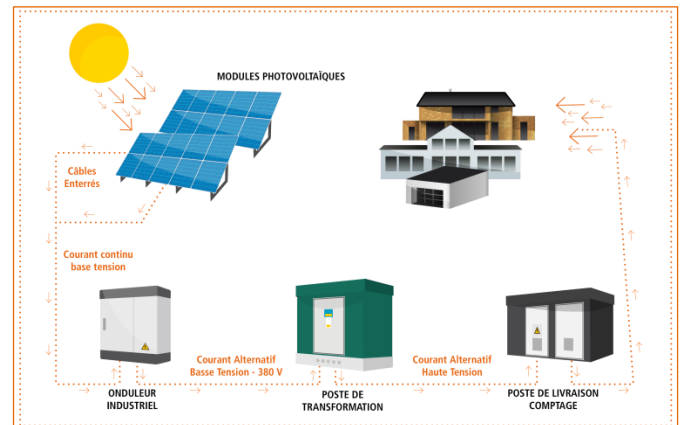 MODULES PHOTOVOLTAÏQUES
Câbles
Enterrés
Courant continu
base tension
Courant Alternatif
Basse Tension - 380 V
Courant Alternatif
Haute Tension
ONDULEUR
INDUSTRIEL
POSTE DE
TRANSFORMATION
POSTE DE LIVRAISON
COMPTAGE